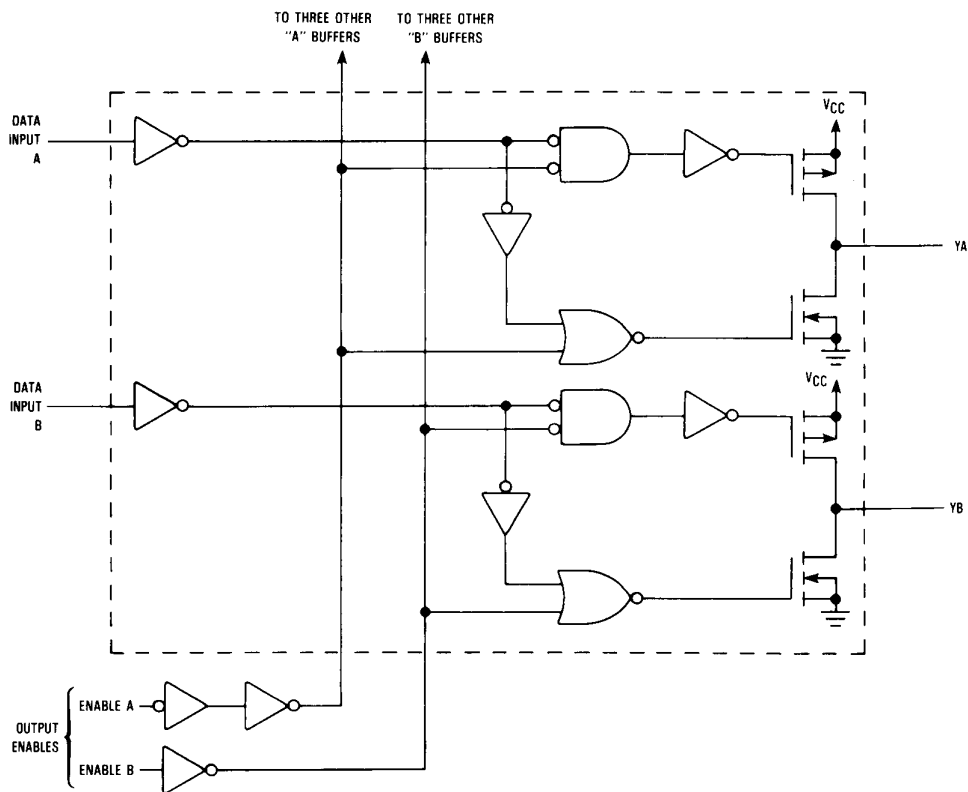 TO THREE OTHER
"A" BUFFERS
TO THREE OTHER
"B" BUFFERS
DATA
INPUT
A
VCC
YA
DATA
INPUT
B
VCC
YB
OUTPUT
ENABLES
ENABLE A
ENABLE B